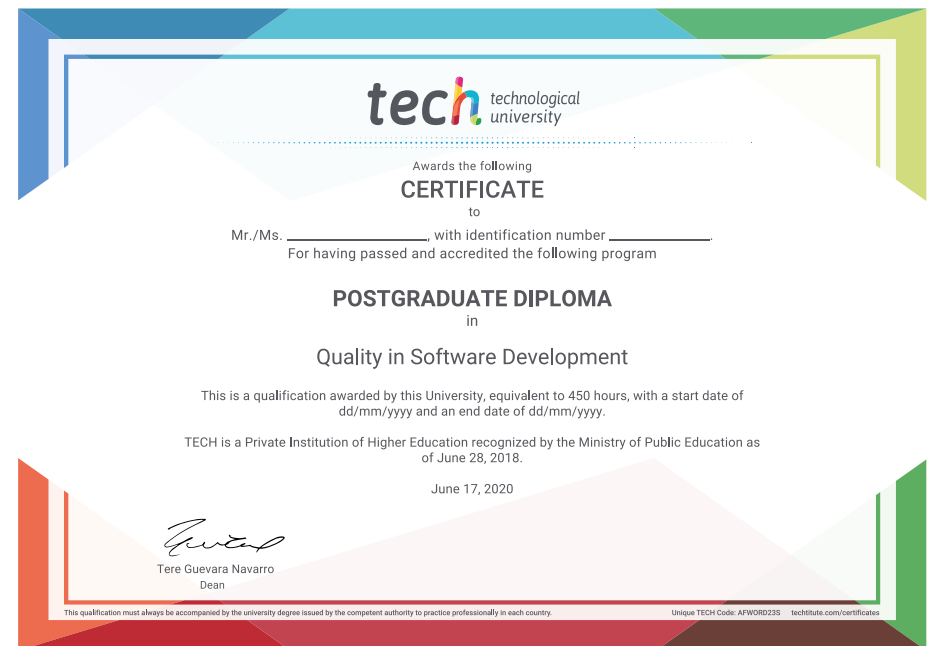 tech technological
university
Awards the following
CERTIFICATE
to
Mr./Ms. ____________________, with identification number ______________.
For having passed and accredited the following program
POSTGRADUATE DIPLOMA
in
Quality in Software Development
This is a qualification awarded by this University, equivalent to 450 hours, with a start date of
dd/mm/yyyy and an end date of dd/mm/yyyy.
TECH is a Private Institution of Higher Education recognized by the Ministry of Public Education as
of June 28, 2018.
June 17, 2020
Tere Guevara Navarro
Dean
This qualification must always be accompanied by the university degree issued by the competent authority to practice professionally in each country. Unique TECH Code: AFWORD23S techtitute.com/certificates